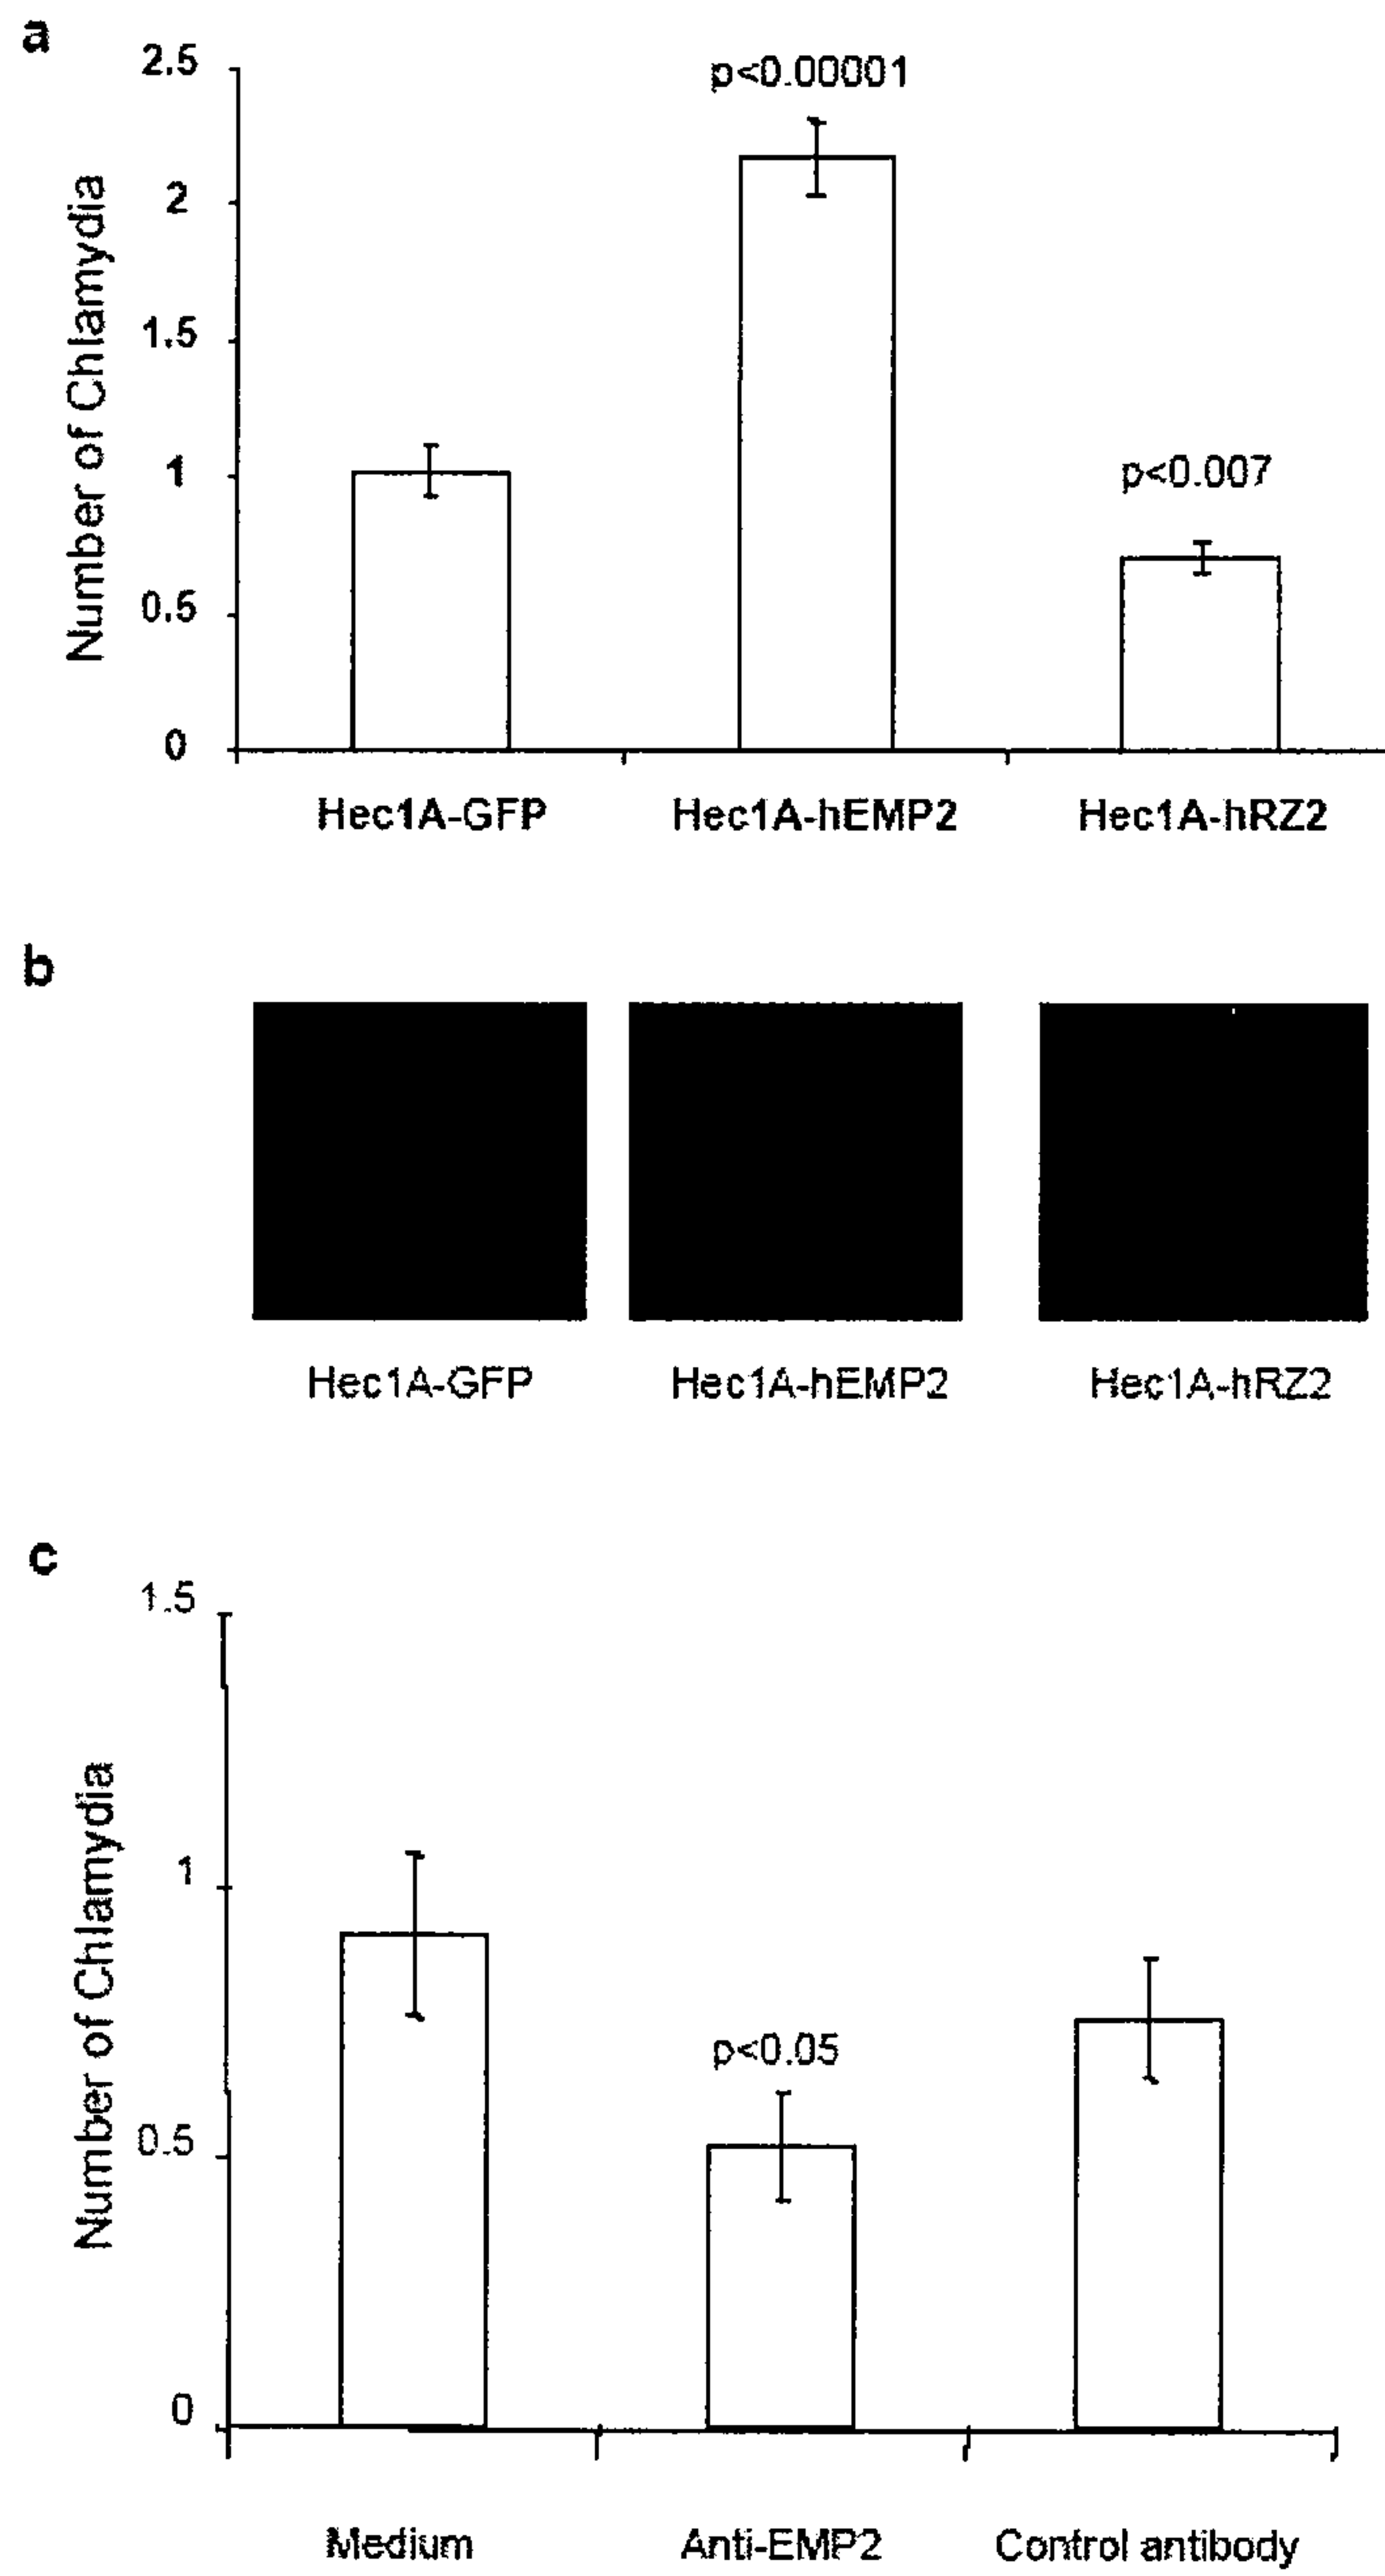 a
2.5
p<0.00001
2
1.5
1
p<0.007
0.5
0
Number of Chlamydia
Hec1A-GFP Hec1A-hEMP2 Hec1A-hRZ2
b
Hec1A-GFP Hec1A-hEMP2 Hec1A-hRZ2
c
1.5
1
p<0.05
0.5
0
Number of Chlamydia
Medium Anti-EMP2 Control antibody